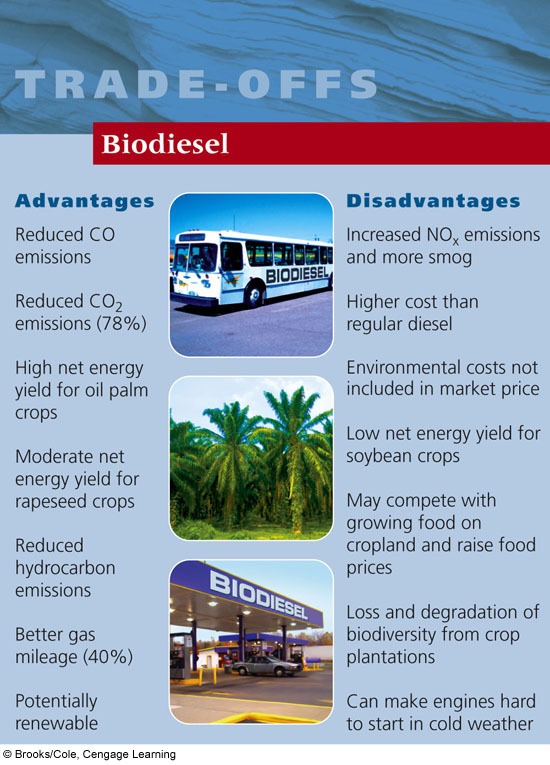 TRADE-OFFS
Biodiesel
Advantages
Reduced CO
emissions
Reduced CO₂
emissions (78%)
High net energy
yield for oil palm
crops
Moderate net
energy yield for
rapeseed crops
Reduced
hydrocarbon
emissions
Better gas
mileage (40%)
Potentially
renewable
BIODIESEL
BIODIESEL
Disadvantages
Increased NOₓ emissions
and more smog
Higher cost than
regular diesel
Environmental costs not
included in market price
Low net energy yield for
soybean crops
May compete with
growing food on
cropland and raise food
prices
Loss and degradation of
biodiversity from crop
plantations
Can make engines hard
to start in cold weather
© Brooks/Cole, Cengage Learning